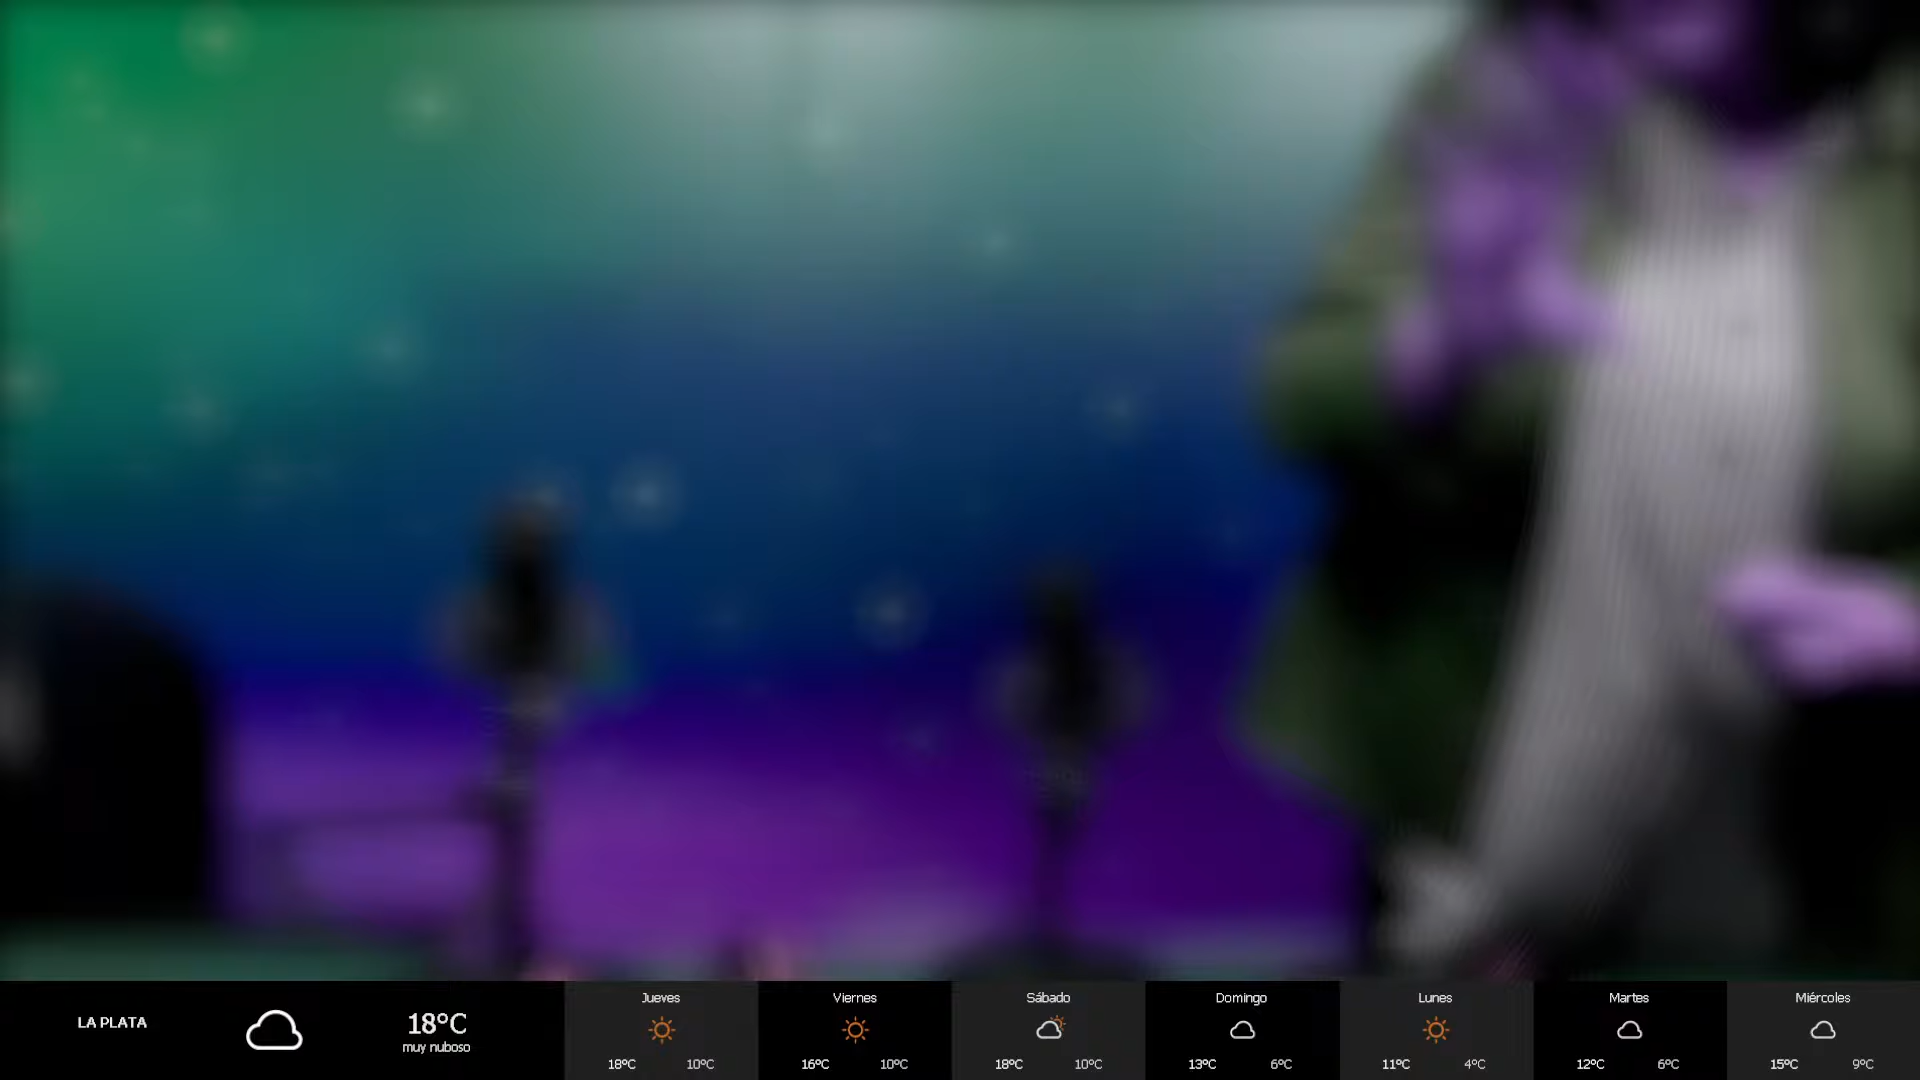 LA PLATA
18°C
muy nuboso
Jueves
18°C 10°C
Viernes
16°C 10°C
Sábado
18°C 10°C
Domingo
13°C 6°C
Lunes
11°C 4°C
Martes
12°C 6°C
Miércoles
15°C 9°C